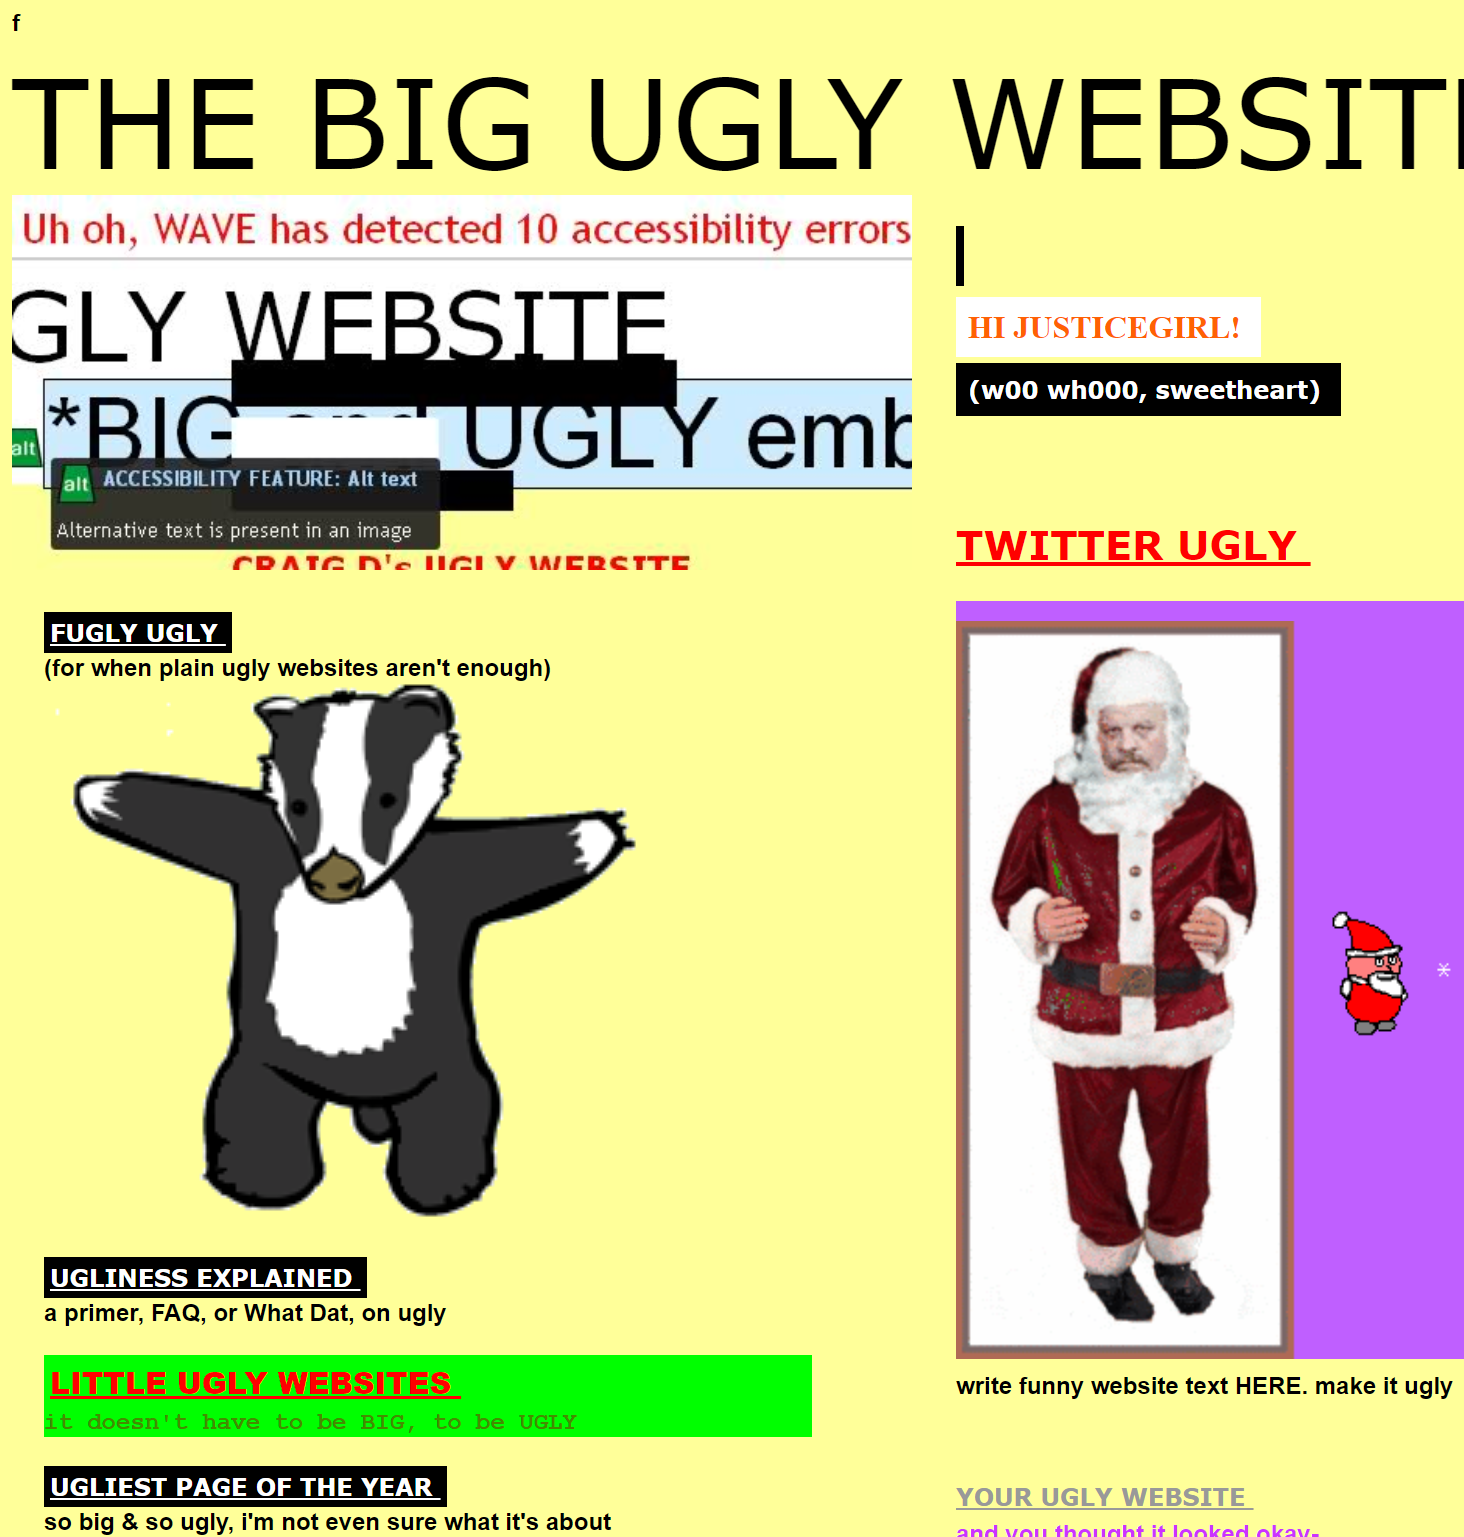 f
THE BIG UGLY WEBSITE
Uh oh, WAVE has detected 10 accessibility errors
GLY WEBSITE
alt *BIG and UGLY emb
alt ACCESSIBILITY FEATURE: Alt text
Alternative text is present in an image
CRAIG D's UGLY WEBSITE
FUGLY UGLY
(for when plain ugly websites aren't enough)
UGLINESS EXPLAINED
a primer, FAQ, or What Dat, on ugly
LITTLE UGLY WEBSITES
it doesn't have to be BIG, to be UGLY
UGLIEST PAGE OF THE YEAR
so big & so ugly, i'm not even sure what it's about
HI JUSTICEGIRL!
(w00 wh000, sweetheart)
TWITTER UGLY
*
write funny website text HERE. make it ugly
YOUR UGLY WEBSITE
and you thought it looked okay-